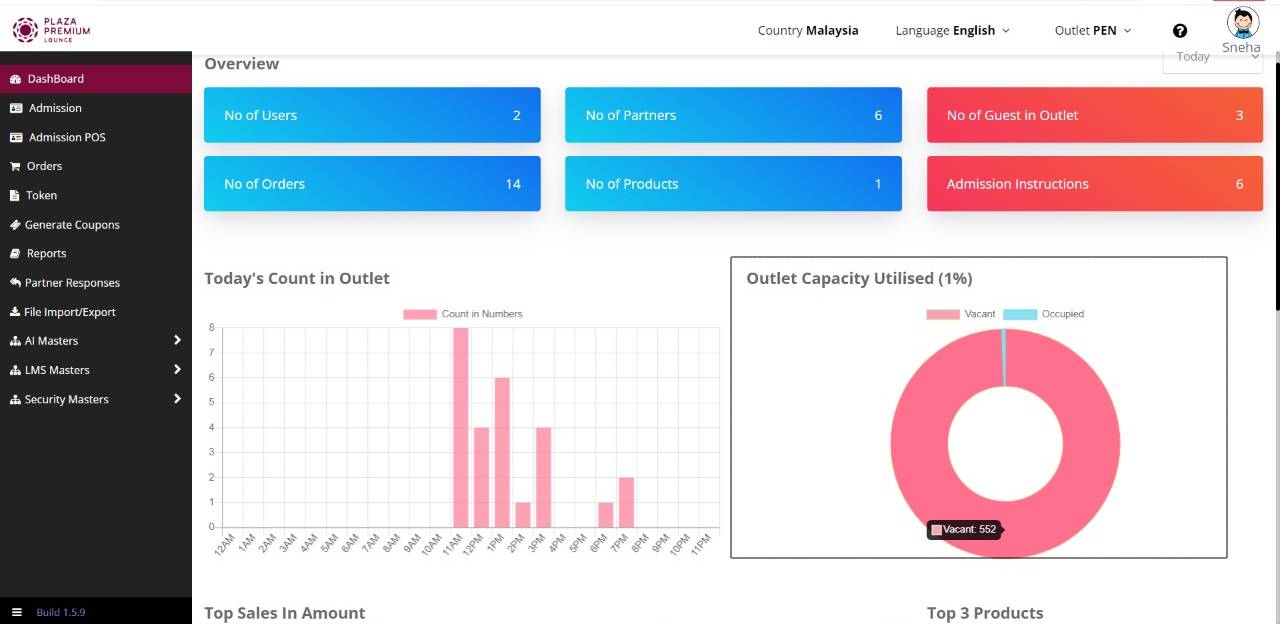 PLAZA
PREMIUM
LOUNGE
Country Malaysia
Language English
Outlet PEN
Sneha
DashBoard
Admission
Admission POS
Orders
Token
Generate Coupons
Reports
Partner Responses
File Import/Export
AI Masters
LMS Masters
Security Masters
Build 1.5.9
Overview
Today
No of Users 2
No of Partners 6
No of Guest in Outlet 3
No of Orders 14
No of Products 1
Admission Instructions 6
Today's Count in Outlet
Count in Numbers
8
7
6
5
4
3
2
1
0
12AM 1AM 2AM 3AM 4AM 5AM 6AM 7AM 8AM 9AM 10AM 11AM 12PM 1PM 2PM 3PM 4PM 5PM 6PM 7PM 8PM 9PM 10PM 11PM
Outlet Capacity Utilised (1%)
Vacant Occupied
Vacant: 552
Top Sales In Amount
Top 3 Products